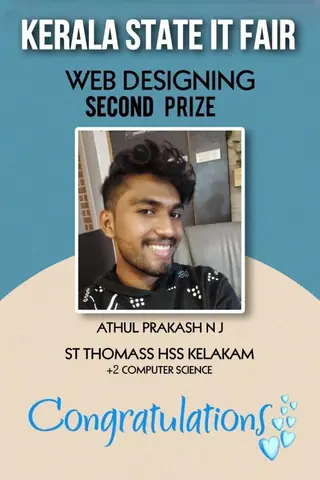 KERALA STATE IT FAIR
WEB DESIGNING
SECOND PRIZE
ATHUL PRAKASH N J
ST THOMASS HSS KELAKAM
+2 COMPUTER SCIENCE
Congratulations